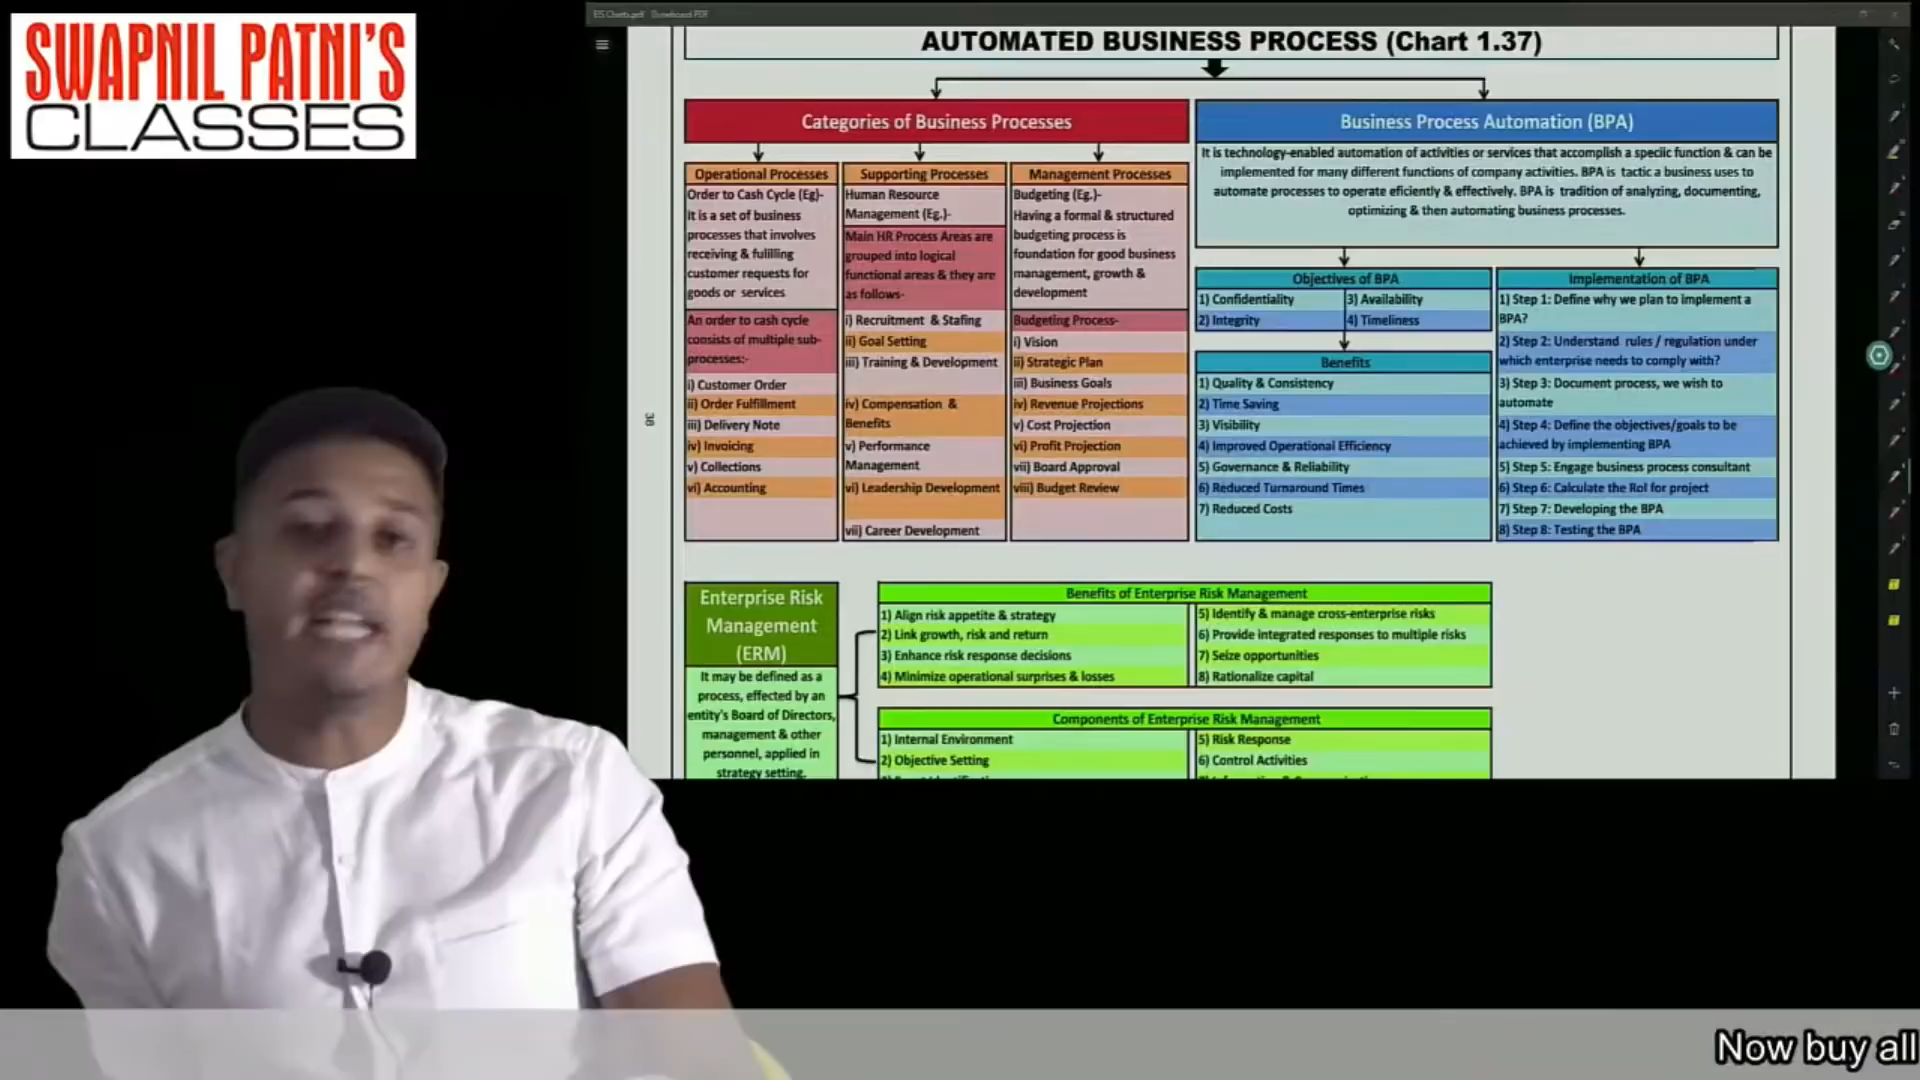 SWAPNIL PATNI'S
CLASSES
EIS Charts.pdf - Drawboard PDF
AUTOMATED BUSINESS PROCESS (Chart 1.37)
Categories of Business Processes
Operational Processes
Order to Cash Cycle (Eg)-
It is a set of business
processes that involves
receiving & fulilling
customer requests for
goods or services
An order to cash cycle
consists of multiple sub-
processes:-
i) Customer Order
ii) Order Fulfillment
iii) Delivery Note
iv) Invoicing
v) Collections
vi) Accounting
Supporting Processes
Human Resource
Management (Eg.)-
Main HR Process Areas are
grouped into logical
functional areas & they are
as follows-
i) Recruitment & Stafing
ii) Goal Setting
iii) Training & Development
iv) Compensation &
Benefits
v) Performance
Management
vi) Leadership Development
vii) Career Development
Management Processes
Budgeting (Eg.)-
Having a formal & structured
budgeting process is
foundation for good business
management, growth &
development
Budgeting Process-
i) Vision
ii) Strategic Plan
iii) Business Goals
iv) Revenue Projections
v) Cost Projection
vi) Profit Projection
vii) Board Approval
viii) Budget Review
Business Process Automation (BPA)
It is technology-enabled automation of activities or services that accomplish a speciic function & can be
implemented for many different functions of company activities. BPA is tactic a business uses to
automate processes to operate eficiently & effectively. BPA is tradition of analyzing, documenting,
optimizing & then automating business processes.
Objectives of BPA
1) Confidentiality
3) Availability
2) Integrity
4) Timeliness
Benefits
1) Quality & Consistency
2) Time Saving
3) Visibility
4) Improved Operational Efficiency
5) Governance & Reliability
6) Reduced Turnaround Times
7) Reduced Costs
Implementation of BPA
1) Step 1: Define why we plan to implement a
BPA?
2) Step 2: Understand rules / regulation under
which enterprise needs to comply with?
3) Step 3: Document process, we wish to
automate
4) Step 4: Define the objectives/goals to be
achieved by implementing BPA
5) Step 5: Engage business process consultant
6) Step 6: Calculate the RoI for project
7) Step 7: Developing the BPA
8) Step 8: Testing the BPA
38
Enterprise Risk
Management
(ERM)
It may be defined as a
process, effected by an
entity's Board of Directors,
management & other
personnel, applied in
strategy setting.
Benefits of Enterprise Risk Management
1) Align risk appetite & strategy
2) Link growth, risk and return
3) Enhance risk response decisions
4) Minimize operational surprises & losses
5) Identify & manage cross-enterprise risks
6) Provide integrated responses to multiple risks
7) Seize opportunities
8) Rationalize capital
Components of Enterprise Risk Management
1) Internal Environment
2) Objective Setting
5) Risk Response
6) Control Activities
Now buy all